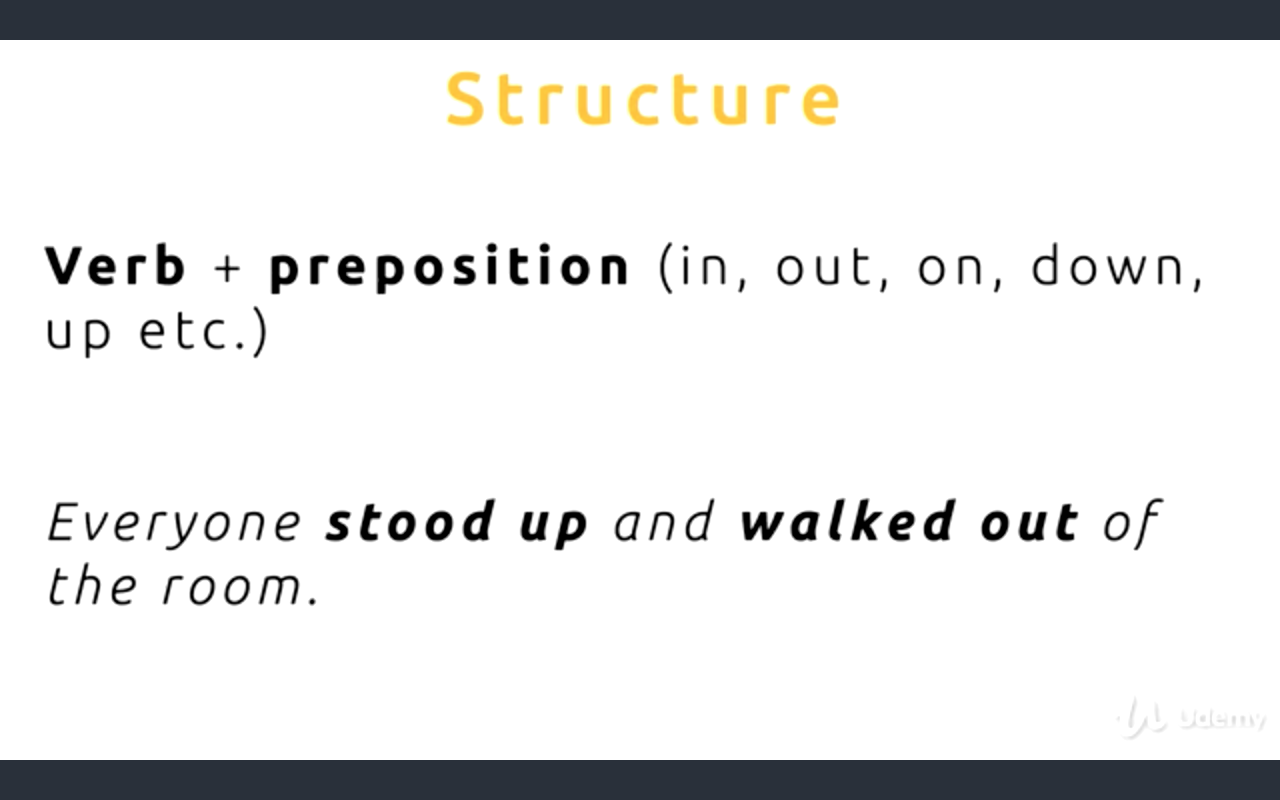 Structure
Verb + preposition (in, out, on, down,
up etc.)
Everyone stood up and walked out of
the room.
Udemy